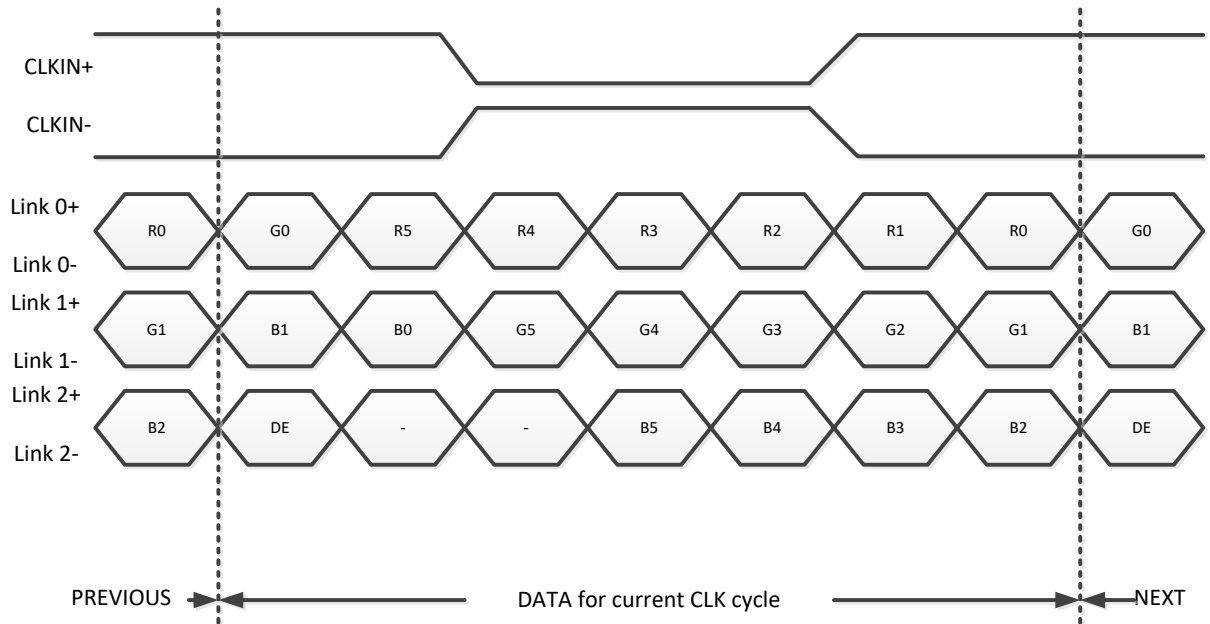 CLKIN+
CLKIN-
Link 0+
R0 G0 R5 R4 R3 R2 R1 R0 G0
Link 0-
Link 1+
G1 B1 B0 G5 G4 G3 G2 G1 B1
Link 1-
Link 2+
B2 DE - - B5 B4 B3 B2 DE
Link 2-
PREVIOUS DATA for current CLK cycle NEXT